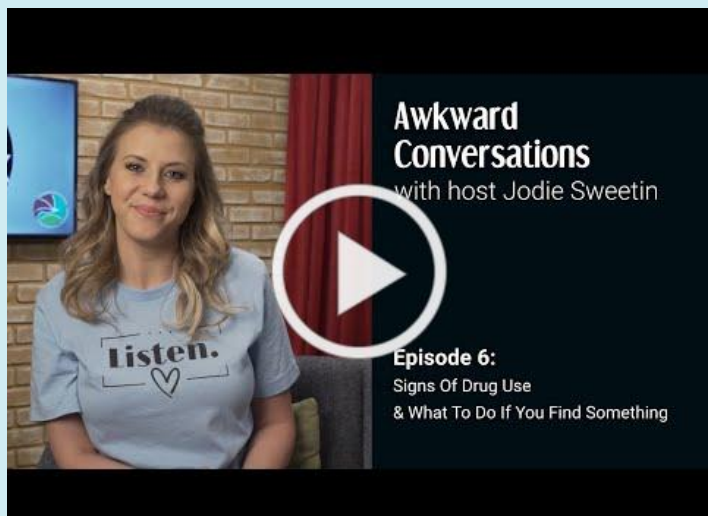 Awkward
Conversations
with host Jodie Sweetin
Listen.
Episode 6:
Signs Of Drug Use
& What To Do If You Find Something